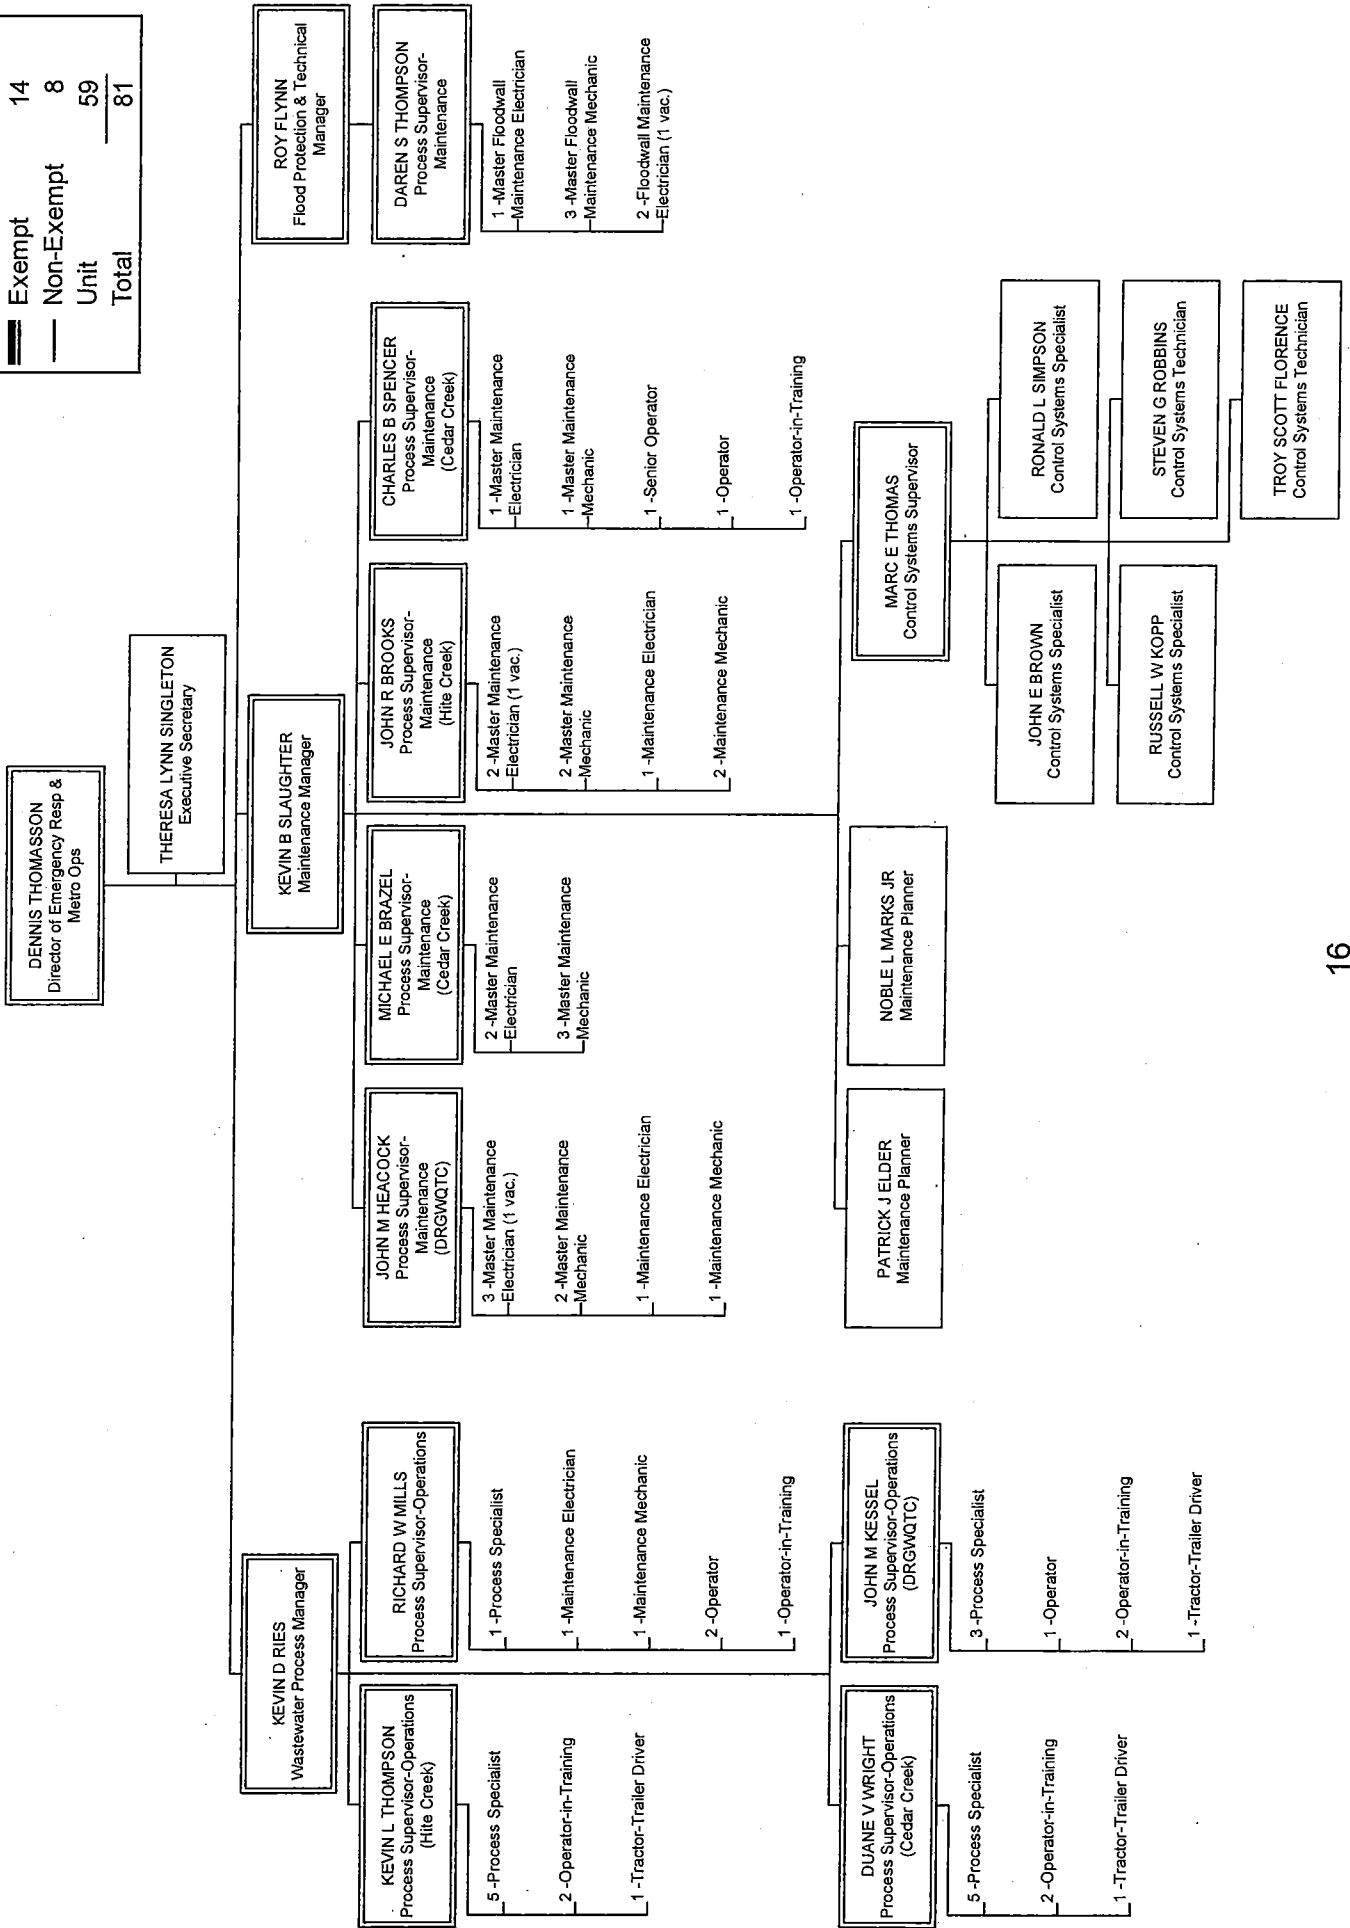 Exempt 14
Non-Exempt 8
Unit 59
Total 81
DENNIS THOMASSON
Director of Emergency Resp &
Metro Ops
THERESA LYNN SINGLETON
Executive Secretary
KEVIN D RIES
Wastewater Process Manager
KEVIN B SLAUGHTER
Maintenance Manager
ROY FLYNN
Flood Protection & Technical
Manager
KEVIN L THOMPSON
Process Supervisor-Operations
(Hite Creek)
5 -Process Specialist
2 -Operator-in-Training
1 -Tractor-Trailer Driver
RICHARD W MILLS
Process Supervisor-Operations
1 -Process Specialist
1 -Maintenance Electrician
1 -Maintenance Mechanic
2 -Operator
1 -Operator-in-Training
JOHN M HEACOCK
Process Supervisor-
Maintenance
(DRGWQTC)
3 -Master Maintenance
Electrician (1 vac.)
2 -Master Maintenance
Mechanic
1 -Maintenance Electrician
1 -Maintenance Mechanic
MICHAEL E BRAZEL
Process Supervisor-
Maintenance
(Cedar Creek)
2 -Master Maintenance
Electrician
3 -Master Maintenance
Mechanic
JOHN R BROOKS
Process Supervisor-
Maintenance
(Hite Creek)
2 -Master Maintenance
Electrician (1 vac.)
2 -Master Maintenance
Mechanic
1 -Maintenance Electrician
2 -Maintenance Mechanic
CHARLES B SPENCER
Process Supervisor-
Maintenance
(Cedar Creek)
1 -Master Maintenance
Electrician
1 -Master Maintenance
Mechanic
1 -Senior Operator
1 -Operator
1 -Operator-in-Training
DAREN S THOMPSON
Process Supervisor-
Maintenance
1 -Master Floodwall
Maintenance Electrician
3 -Master Floodwall
Maintenance Mechanic
2 -Floodwall Maintenance
Electrician (1 vac.)
DUANE V WRIGHT
Process Supervisor-Operations
(Cedar Creek)
5 -Process Specialist
2 -Operator-in-Training
1 -Tractor-Trailer Driver
JOHN M KESSEL
Process Supervisor-Operations
(DRGWQTC)
3 -Process Specialist
1 -Operator
2 -Operator-in-Training
1 -Tractor-Trailer Driver
PATRICK J ELDER
Maintenance Planner
NOBLE L MARKS JR
Maintenance Planner
MARC E THOMAS
Control Systems Supervisor
JOHN E BROWN
Control Systems Specialist
RONALD L SIMPSON
Control Systems Specialist
RUSSELL W KOPP
Control Systems Specialist
STEVEN G ROBBINS
Control Systems Technician
TROY SCOTT FLORENCE
Control Systems Technician
16